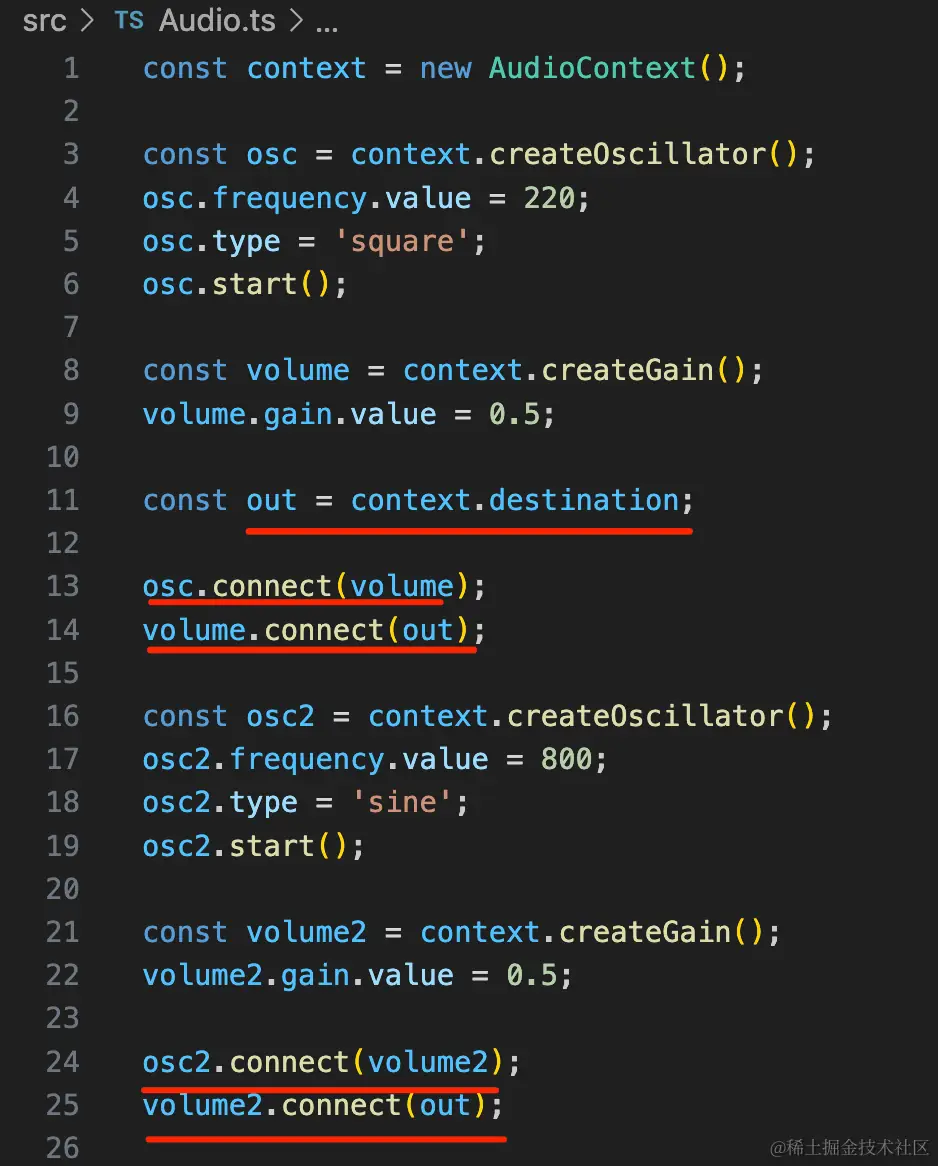 src > TS Audio.ts > ...
1 const context = new AudioContext();
2
3 const osc = context.createOscillator();
4 osc.frequency.value = 220;
5 osc.type = 'square';
6 osc.start();
7
8 const volume = context.createGain();
9 volume.gain.value = 0.5;
10
11 const out = context.destination;
12
13 osc.connect(volume);
14 volume.connect(out);
15
16 const osc2 = context.createOscillator();
17 osc2.frequency.value = 800;
18 osc2.type = 'sine';
19 osc2.start();
20
21 const volume2 = context.createGain();
22 volume2.gain.value = 0.5;
23
24 osc2.connect(volume2);
25 volume2.connect(out);
26
@稀土掘金技术社区